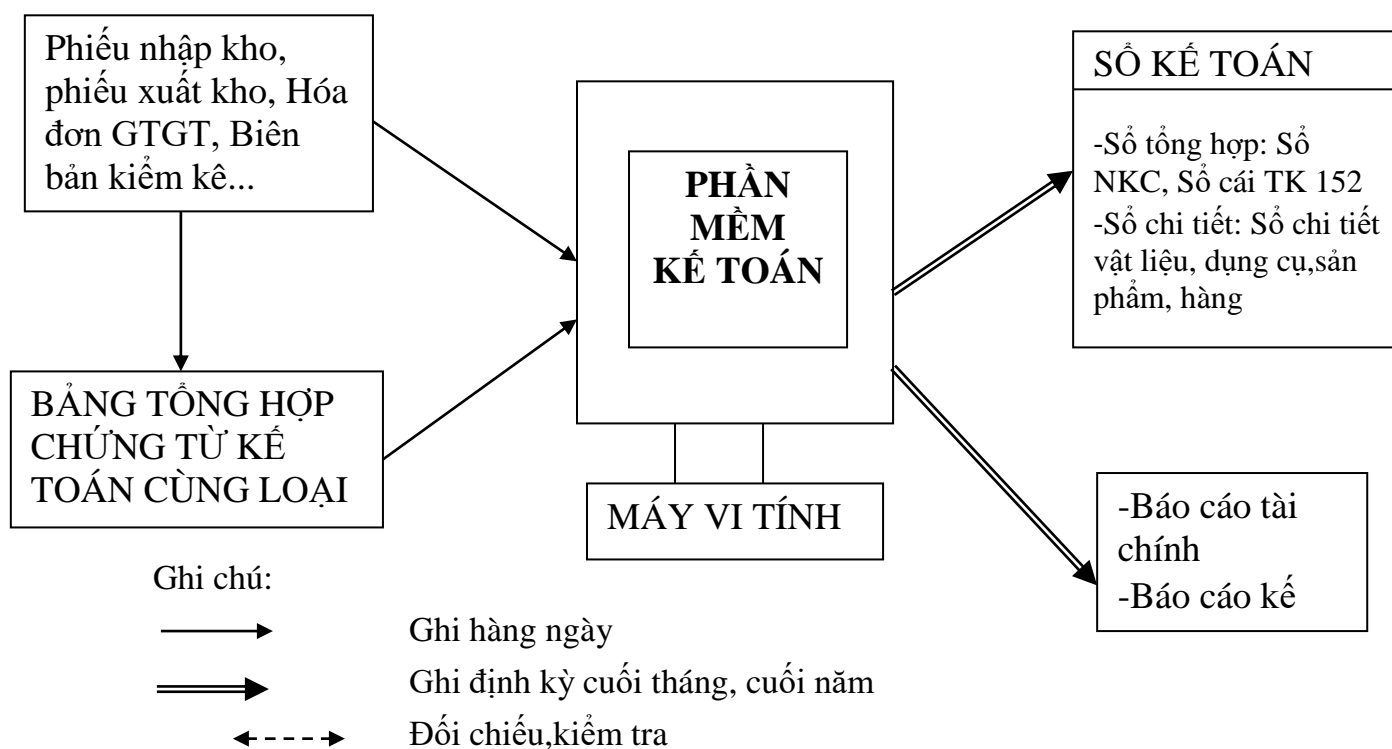 Phiếu nhập kho,
phiếu xuất kho, Hóa
đơn GTGT, Biên
bản kiểm kê...
BẢNG TỔNG HỢP
CHỨNG TỪ KẾ
TOÁN CÙNG LOẠI
PHẦN
MỀM
KẾ TOÁN
MÁY VI TÍNH
SỔ KẾ TOÁN
-Sổ tổng hợp: Sổ
NKC, Sổ cái TK 152
-Sổ chi tiết: Sổ chi tiết
vật liệu, dụng cụ,sản
phẩm, hàng
-Báo cáo tài
chính
-Báo cáo kế
Ghi chú:
Ghi hàng ngày
Ghi định kỳ cuối tháng, cuối năm
Đối chiếu,kiểm tra